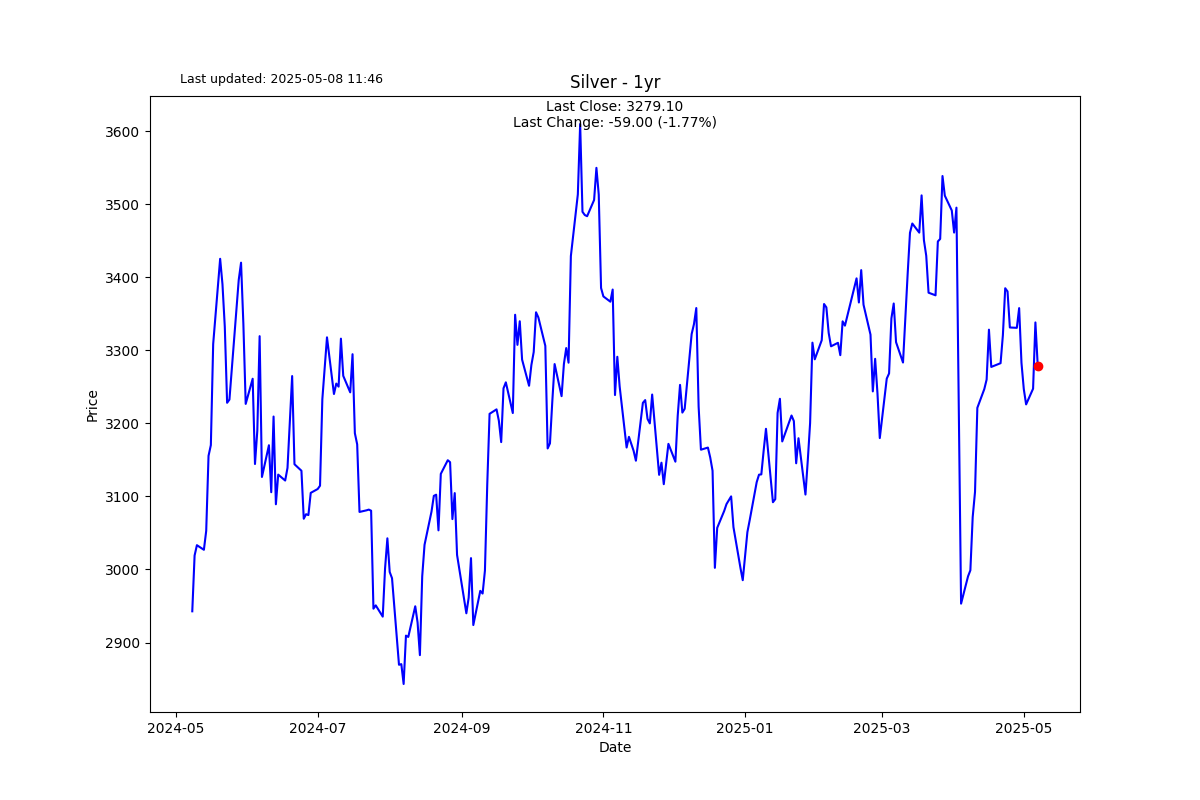 Last updated: 2025-05-08 11:46
Silver - 1yr
Last Close: 3279.10
Last Change: -59.00 (-1.77%)
3600
3500
3400
3300
3200
3100
3000
2900
Price
2024-05
2024-07
2024-09
2024-11
2025-01
2025-03
2025-05
Date